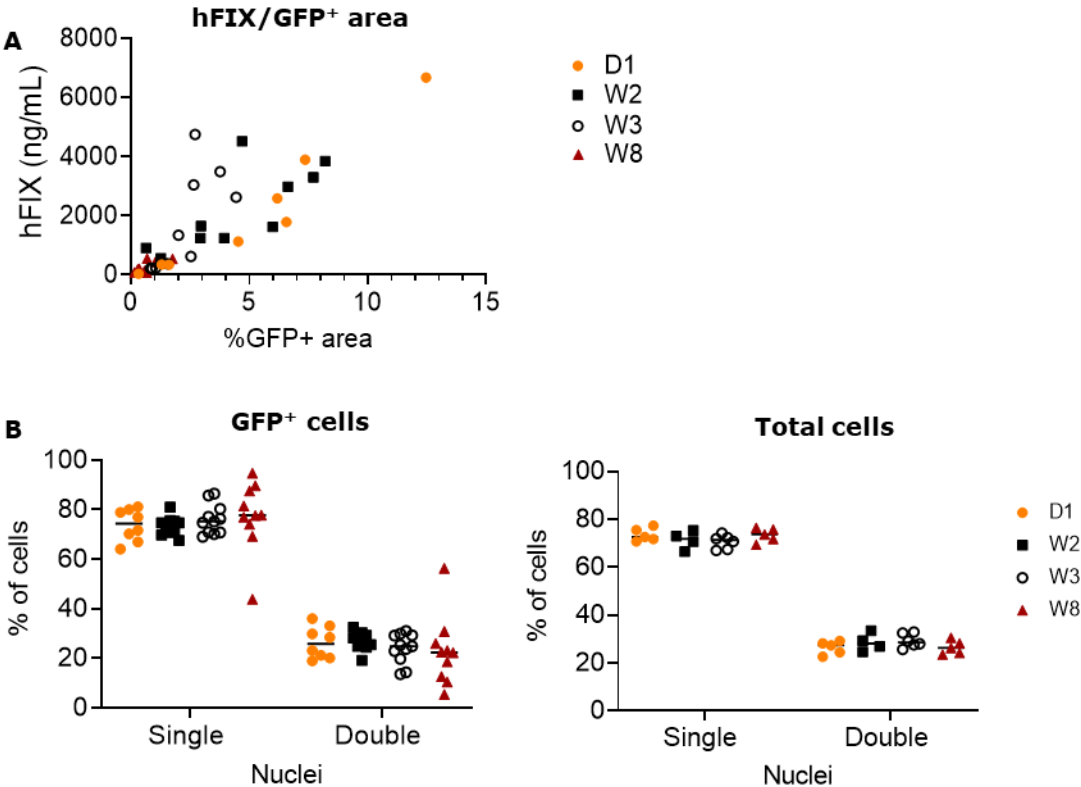 A
hFIX/GFP⁺ area
hFIX (ng/mL)
8000
6000
4000
2000
0
0 5 10 15
%GFP+ area
D1
W2
W3
W8
B
GFP⁺ cells
% of cells
100
80
60
40
20
0
Single Double
Nuclei
Total cells
% of cells
100
80
60
40
20
0
Single Double
Nuclei
D1
W2
W3
W8